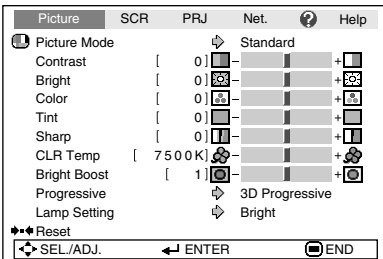 Picture SCR PRJ Net. ? Help
Picture Mode Standard
Contrast [ 0] - +
Bright [ 0] - +
Color [ 0] - +
Tint [ 0] - +
Sharp [ 0] - +
CLR Temp [ 7500K] - +
Bright Boost [ 1] - +
Progressive 3D Progressive
Lamp Setting Bright
Reset
SEL./ADJ. ENTER END